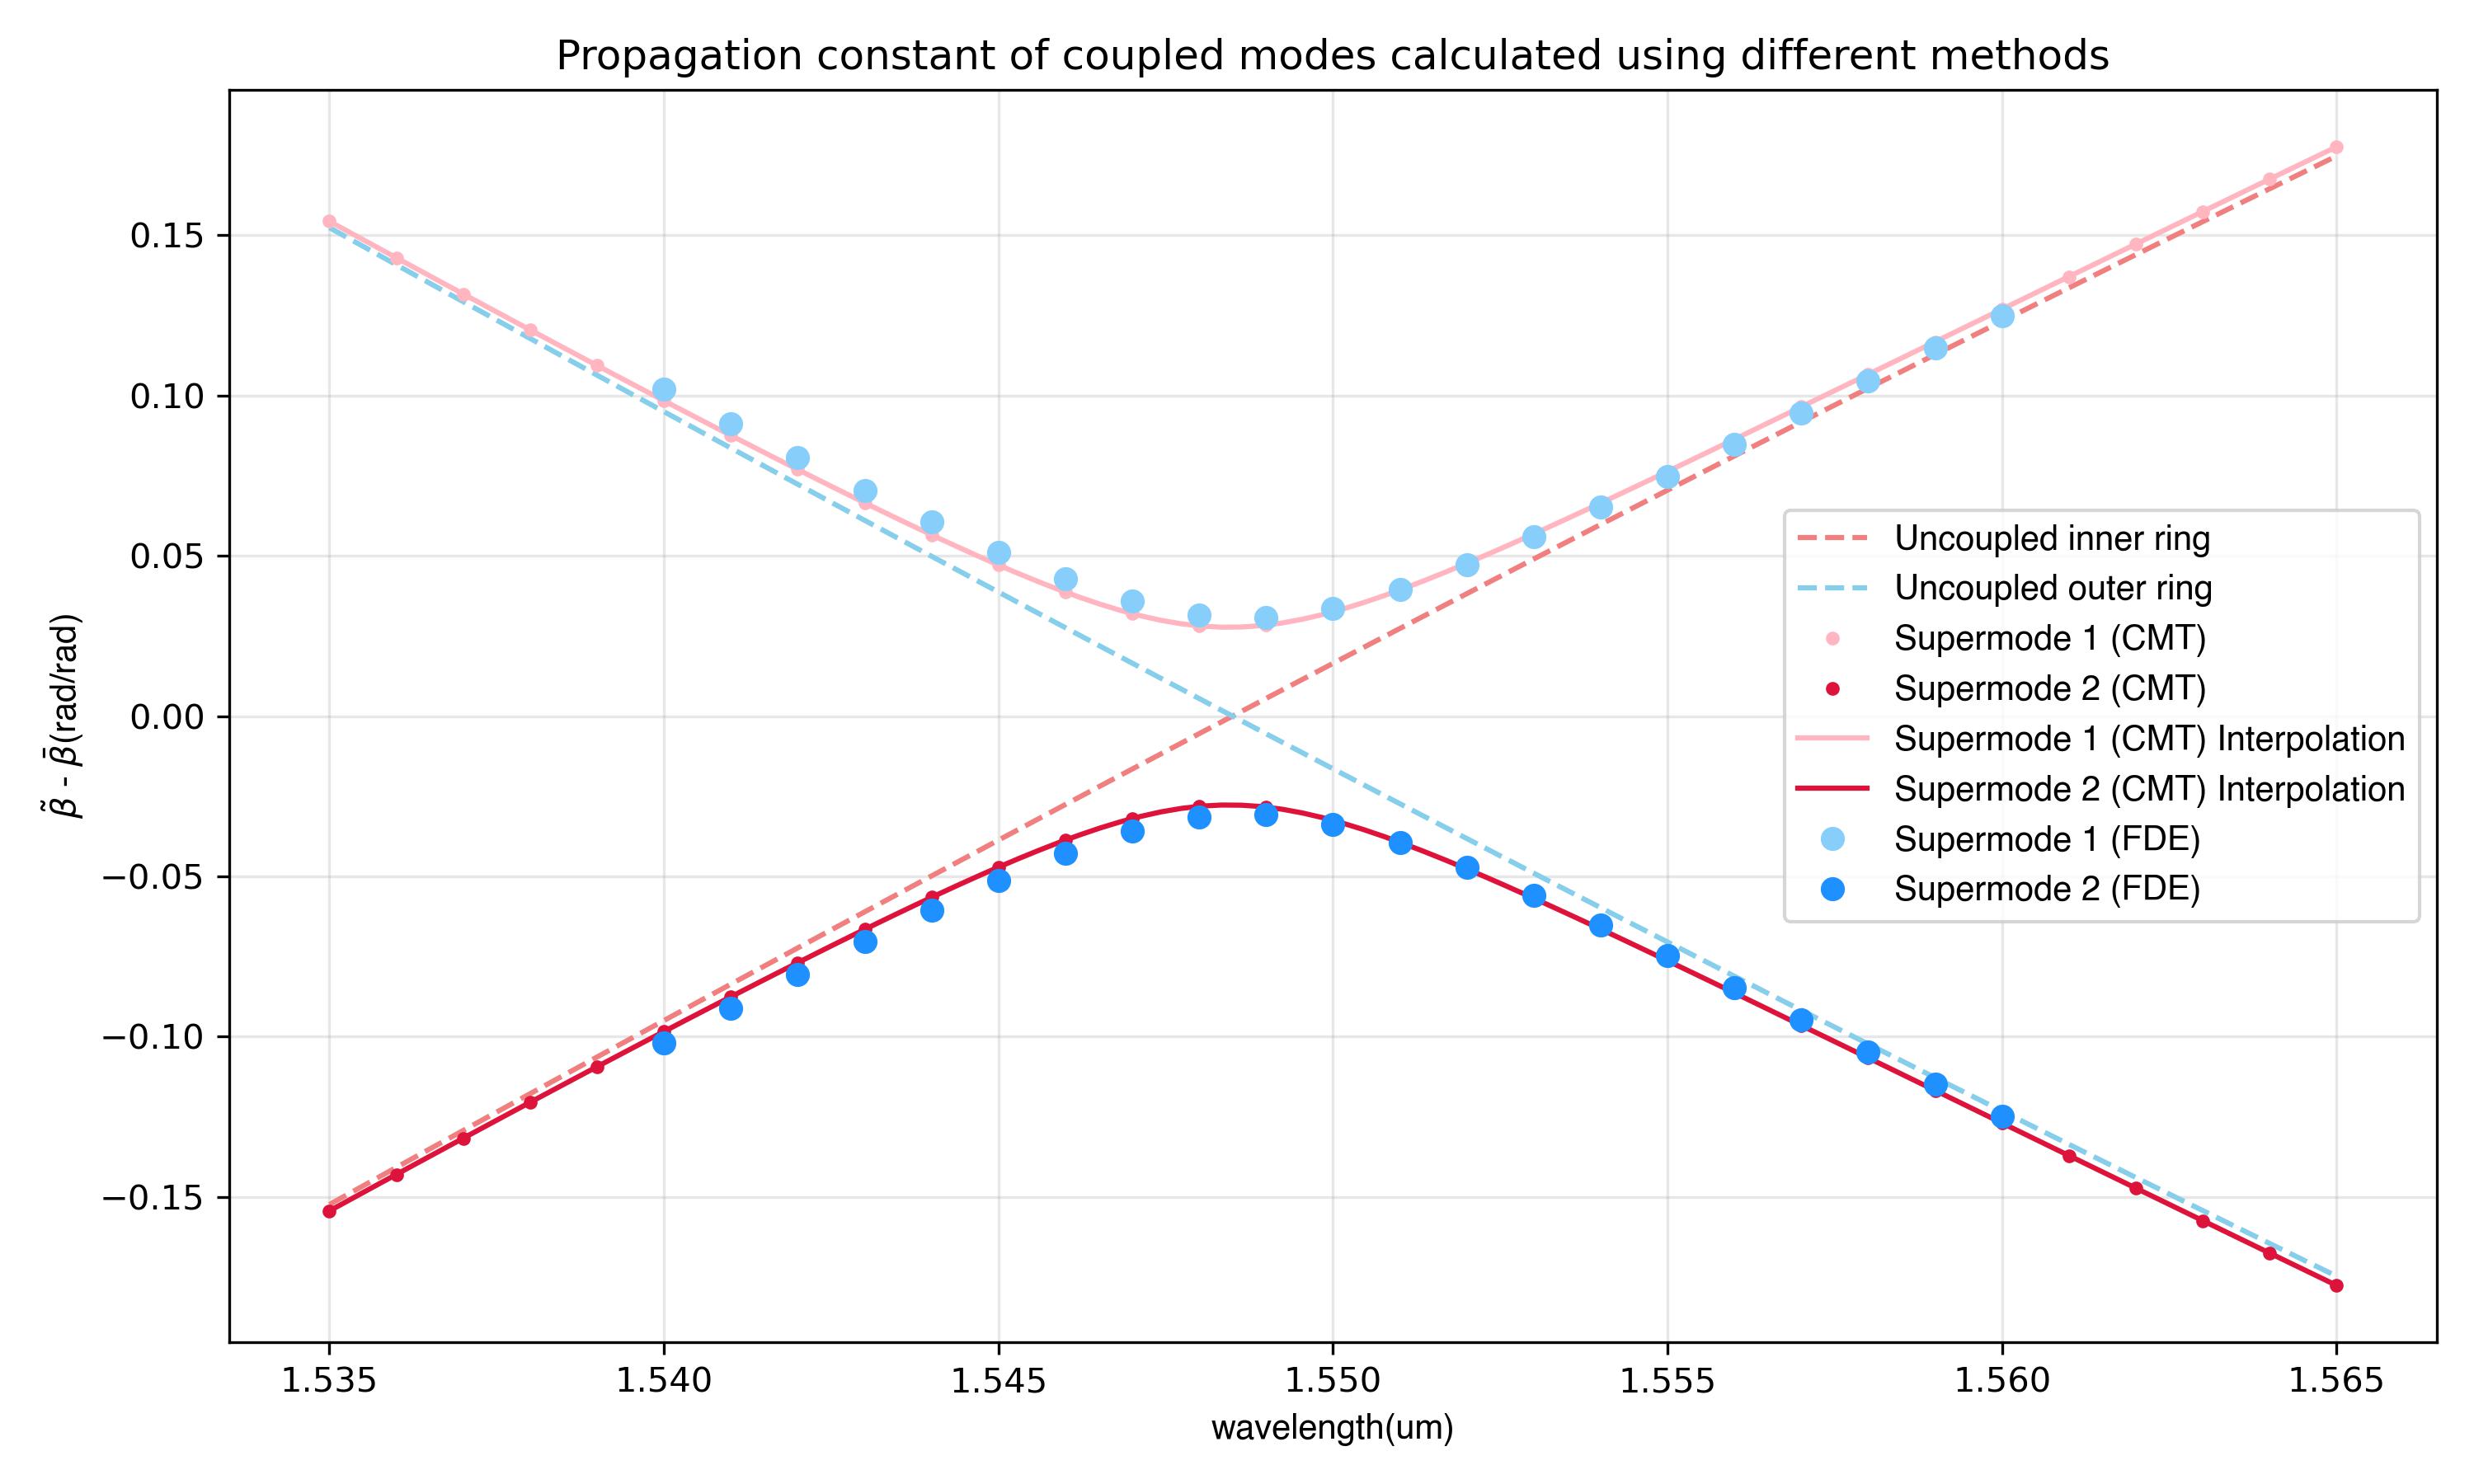 Propagation constant of coupled modes calculated using different methods
0.15
0.10
0.05
0.00
−0.05
−0.10
−0.15
β̃ - β̄(rad/rad)
Uncoupled inner ring
Uncoupled outer ring
Supermode 1 (CMT)
Supermode 2 (CMT)
Supermode 1 (CMT) Interpolation
Supermode 2 (CMT) Interpolation
Supermode 1 (FDE)
Supermode 2 (FDE)
1.535 1.540 1.545 1.550 1.555 1.560 1.565
wavelength(um)